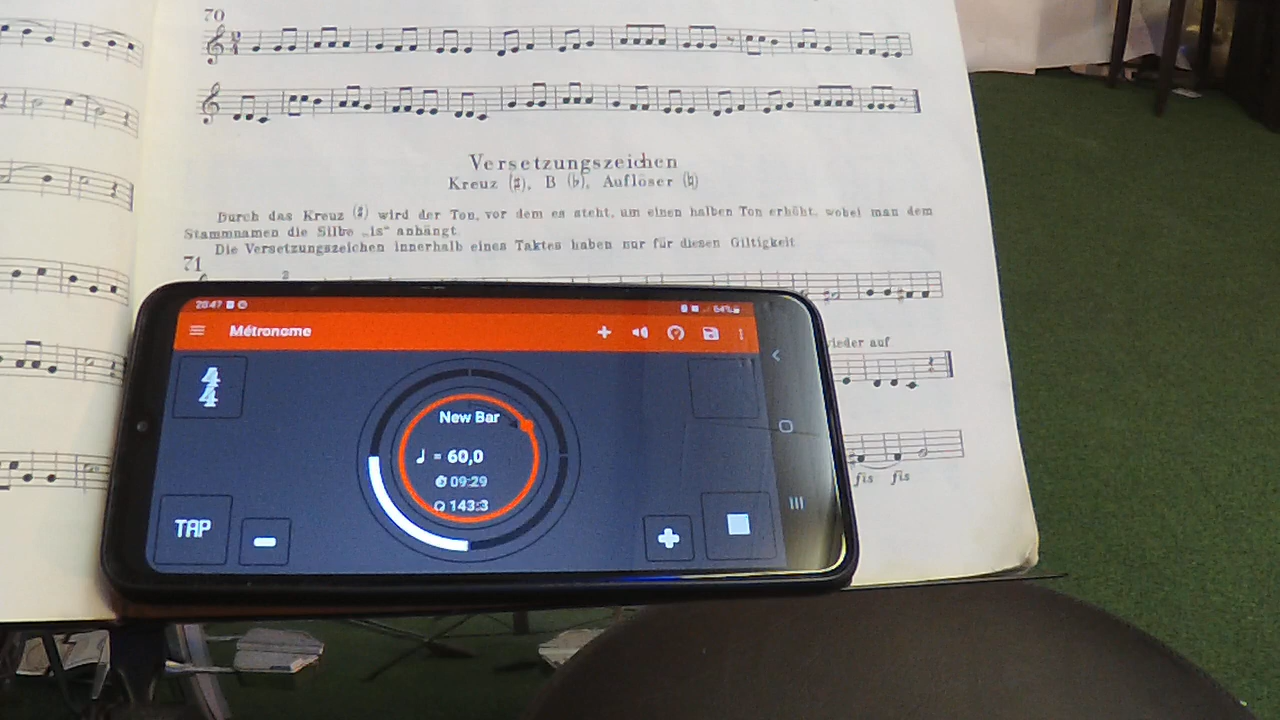 70
Versetzungszeichen
Kreuz (♯), B (♭), Auflöser (♮)
Durch das Kreuz (♯) wird der Ton, vor dem es steht, um einen halben Ton erhöht, wobei man dem
Stammnamen die Silbe „is" anhängt.
Die Versetzungszeichen innerhalb eines Taktes haben nur für diesen Giltigkeit
71
2
wieder auf
fis fis
20:47
64%
Métronome
4
4
New Bar
♩ = 60,0
09:29
143:3
TAP